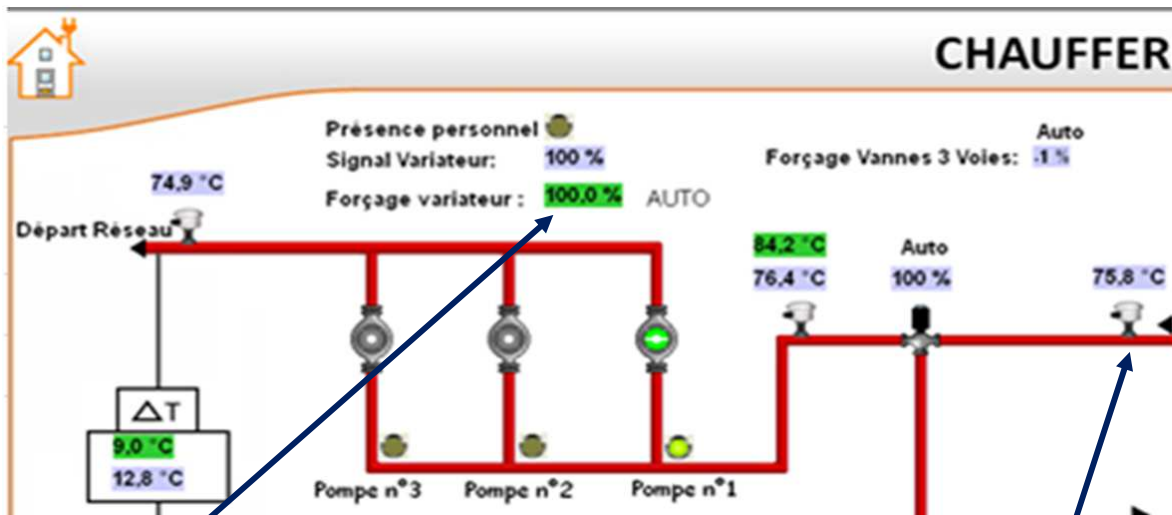 CHAUFFER
Présence personnel
Auto
Signal Variateur: 100 %
Forçage Vannes 3 Voies: -1 %
74,9 °C
Forçage variateur : 100,0 % AUTO
Départ Réseau
84,2 °C
Auto
76,4 °C
100 %
75,8 °C
ΔT
9,0 °C
12,8 °C
Pompe n°3
Pompe n°2
Pompe n°1